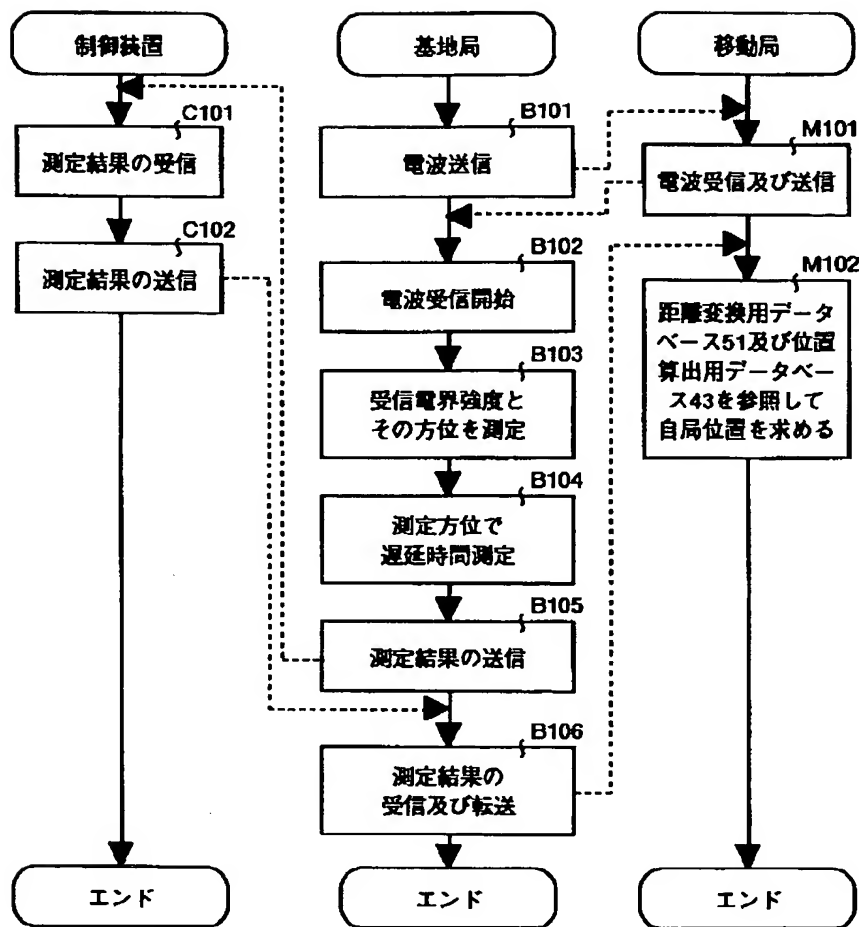 制御装置
C101
測定結果の受信
C102
測定結果の送信
エンド
基地局
B101
電波送信
B102
電波受信開始
B103
受信電界強度と
その方位を測定
B104
測定方位で
遅延時間測定
B105
測定結果の送信
B106
測定結果の
受信及び転送
エンド
移動局
M101
電波受信及び送信
M102
距離変換用データ
ベース51及び位置
算出用データベー
ス43を参照して
自局位置を求める
エンド